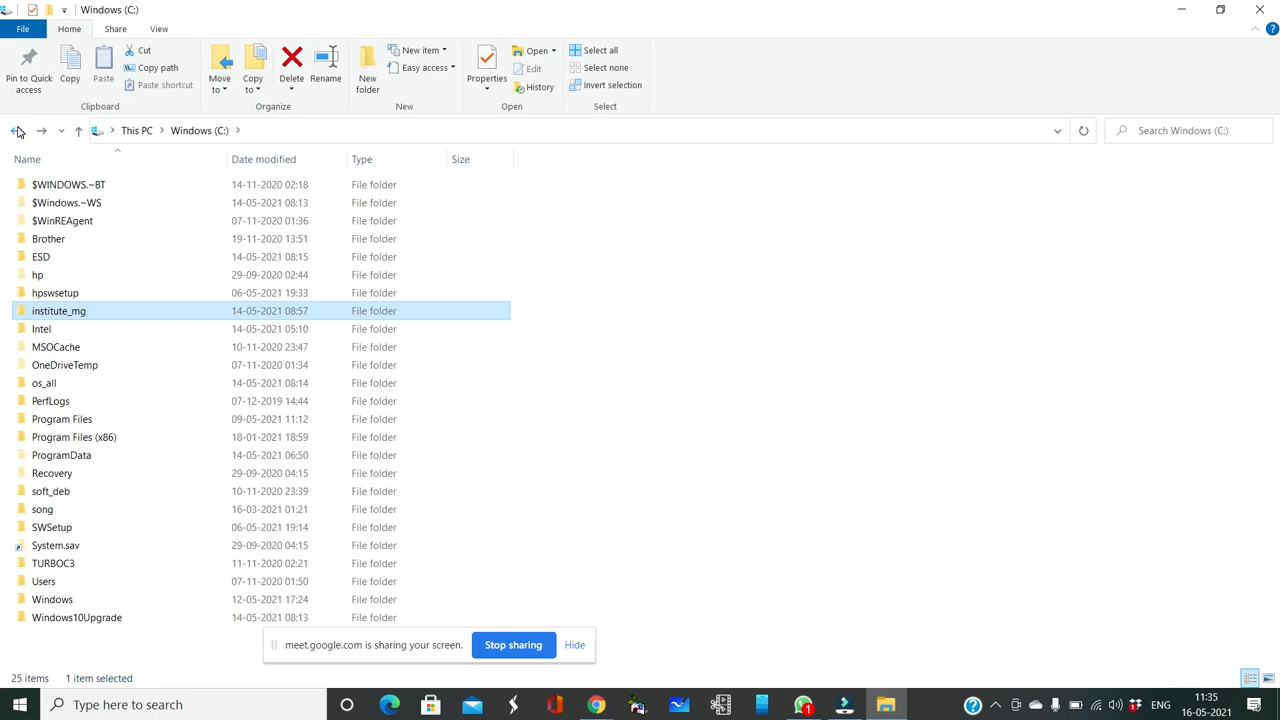 Windows (C:)
File Home Share View
Pin to Quick access
Copy
Paste
Cut
Copy path
Paste shortcut
Clipboard
Move to
Copy to
Delete
Rename
Organize
New folder
New item
Easy access
New
Properties
Open
Edit
History
Open
Select all
Select none
Invert selection
Select
This PC Windows (C:)
Search Windows (C:)
Name Date modified Type Size
$WINDOWS.~BT 14-11-2020 02:18 File folder
$Windows.~WS 14-05-2021 08:13 File folder
$WinREAgent 07-11-2020 01:36 File folder
Brother 19-11-2020 13:51 File folder
ESD 14-05-2021 08:15 File folder
hp 29-09-2020 02:44 File folder
hpswsetup 06-05-2021 19:33 File folder
institute_mg 14-05-2021 08:57 File folder
Intel 14-05-2021 05:10 File folder
MSOCache 10-11-2020 23:47 File folder
OneDriveTemp 07-11-2020 01:34 File folder
os_all 14-05-2021 08:14 File folder
PerfLogs 07-12-2019 14:44 File folder
Program Files 09-05-2021 11:12 File folder
Program Files (x86) 18-01-2021 18:59 File folder
ProgramData 14-05-2021 06:50 File folder
Recovery 29-09-2020 04:15 File folder
soft_deb 10-11-2020 23:39 File folder
song 16-03-2021 01:21 File folder
SWSetup 06-05-2021 19:14 File folder
System.sav 29-09-2020 04:15 File folder
TURBOC3 11-11-2020 02:21 File folder
Users 07-11-2020 01:50 File folder
Windows 12-05-2021 17:24 File folder
Windows10Upgrade 14-05-2021 08:13 File folder
meet.google.com is sharing your screen. Stop sharing Hide
25 items 1 item selected
Type here to search
1
ENG
11:35
16-05-2021